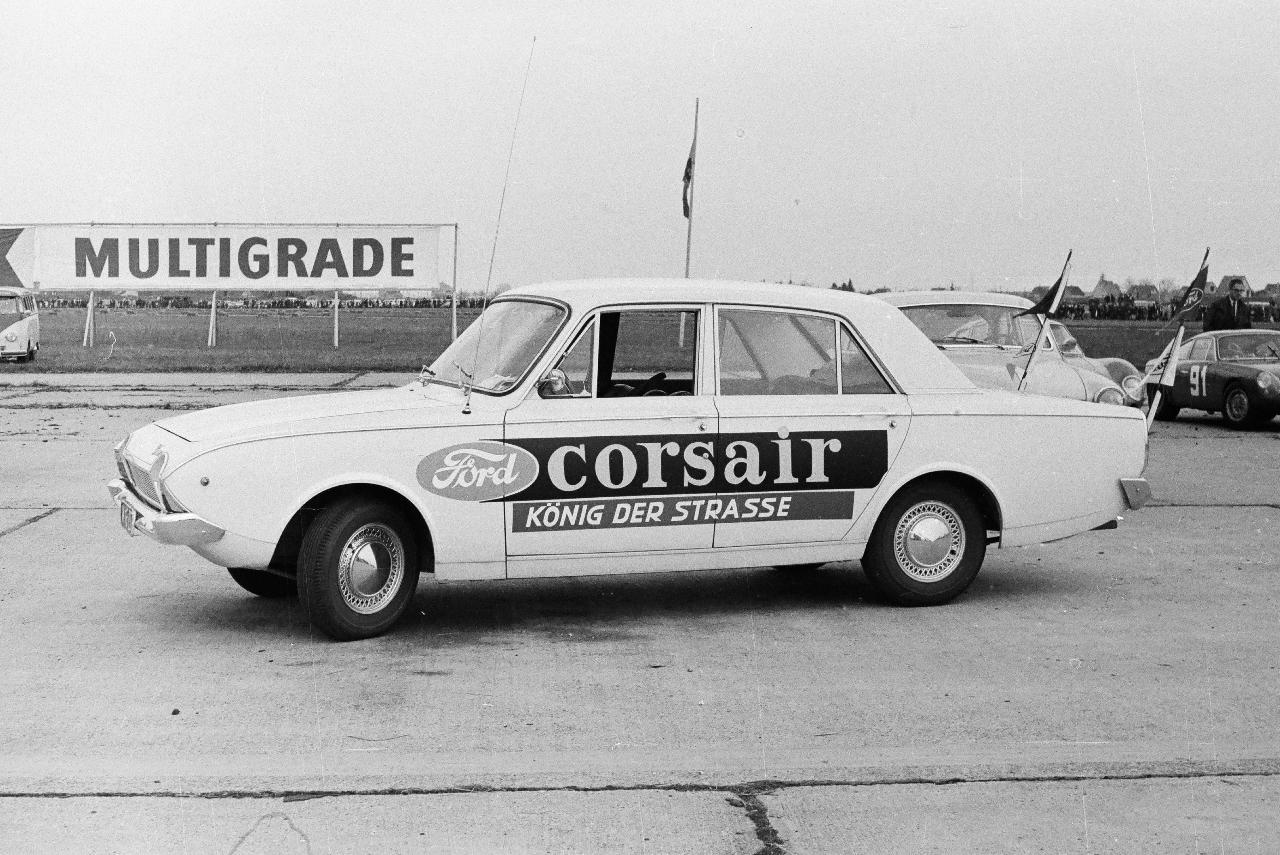 MULTIGRADE
Ford corsair
KÖNIG DER STRASSE
91